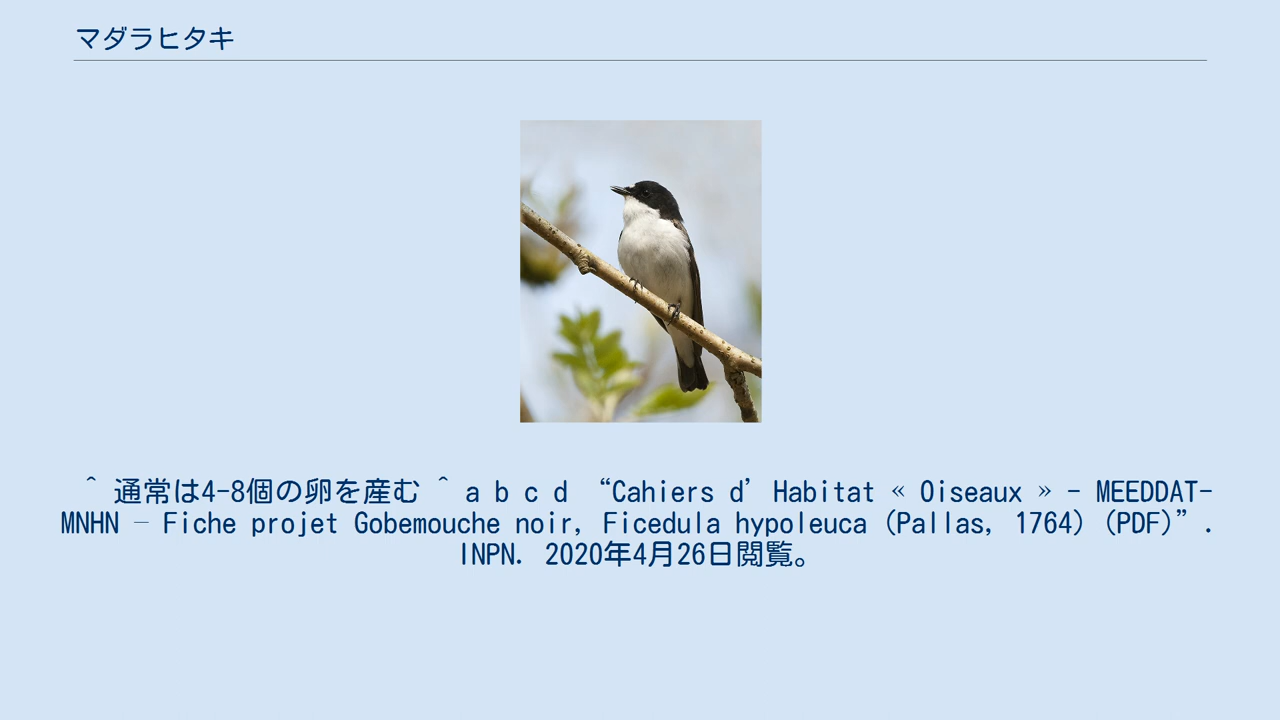 マダラヒタキ
^ 通常は4-8個の卵を産む ^ a b c d “Cahiers d’Habitat « Oiseaux » - MEEDDAT-
MNHN – Fiche projet Gobemouche noir, Ficedula hypoleuca (Pallas, 1764) (PDF)”.
INPN. 2020年4月26日閲覧。